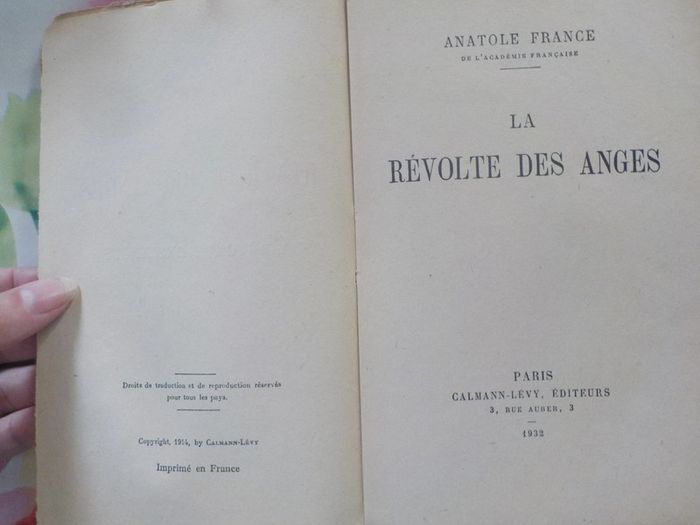 Droits de traduction et de reproduction réservés
pour tous les pays.
Copyright, 1914, by CALMANN-LÉVY
Imprimé en France
ANATOLE FRANCE
DE L'ACADÉMIE FRANÇAISE
LA
RÉVOLTE DES ANGES
PARIS
CALMANN-LÉVY, ÉDITEURS
3, RUE AUBER, 3
1932